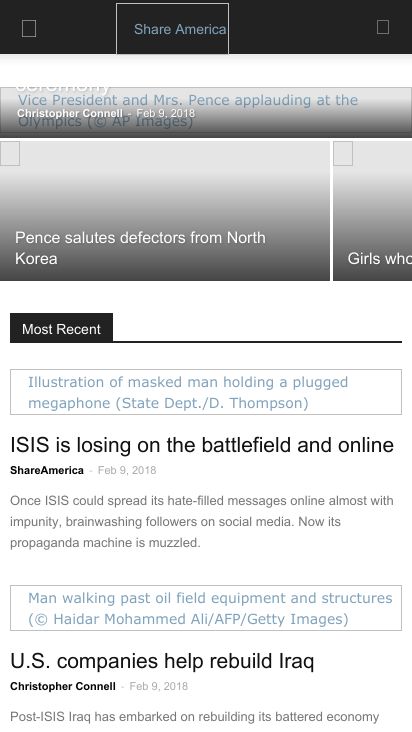 Share America
ceremony
Vice President and Mrs. Pence applauding at the
Christopher Connell - Feb 9, 2018
Olympics (© AP Images)
Pence salutes defectors from North
Korea
Girls who
Most Recent
Illustration of masked man holding a plugged
megaphone (State Dept./D. Thompson)
ISIS is losing on the battlefield and online
ShareAmerica - Feb 9, 2018
Once ISIS could spread its hate-filled messages online almost with
impunity, brainwashing followers on social media. Now its
propaganda machine is muzzled.
Man walking past oil field equipment and structures
(© Haidar Mohammed Ali/AFP/Getty Images)
U.S. companies help rebuild Iraq
Christopher Connell - Feb 9, 2018
Post-ISIS Iraq has embarked on rebuilding its battered economy